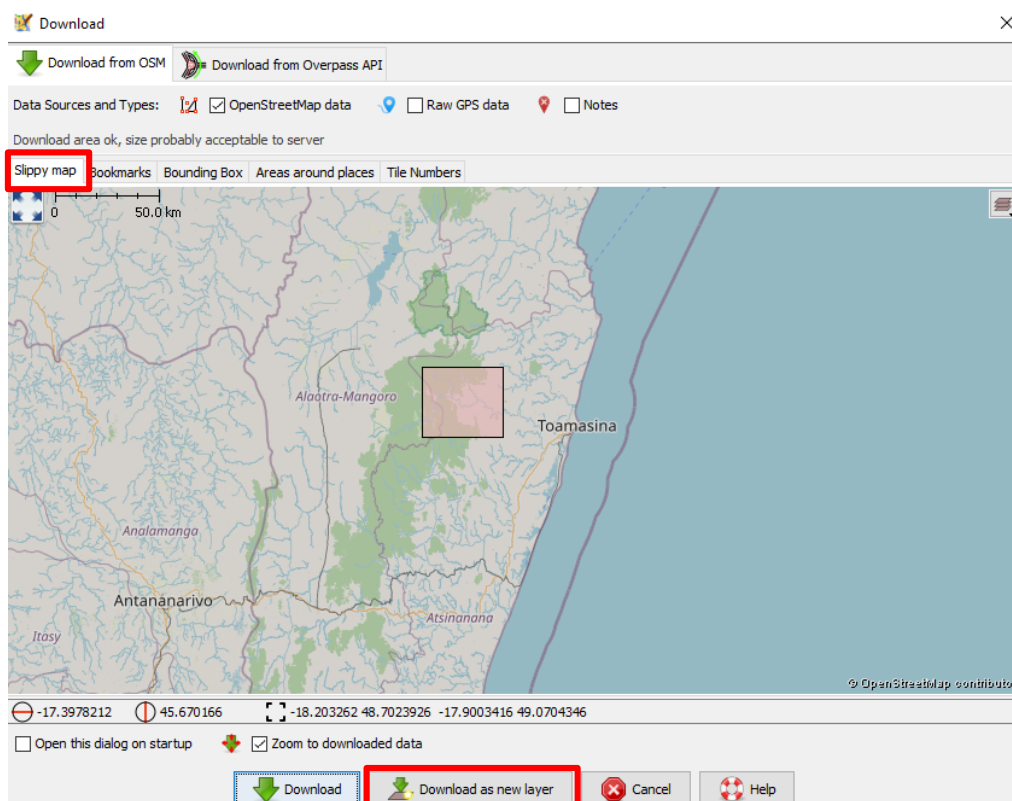 Download
Download from OSM
Download from Overpass API
Data Sources and Types:
OpenStreetMap data
Raw GPS data
Notes
Download area ok, size probably acceptable to server
Slippy map
Bookmarks
Bounding Box
Areas around places
Tile Numbers
0
50.0 km
Alaotra-Mangoro
Toamasina
Analamanga
Antananarivo
Atsinanana
Itasy
© OpenStreetMap contributo
-17.3978212
45.670166
-18.203262 48.7023926 -17.9003416 49.0704346
Open this dialog on startup
Zoom to downloaded data
Download
Download as new layer
Cancel
Help